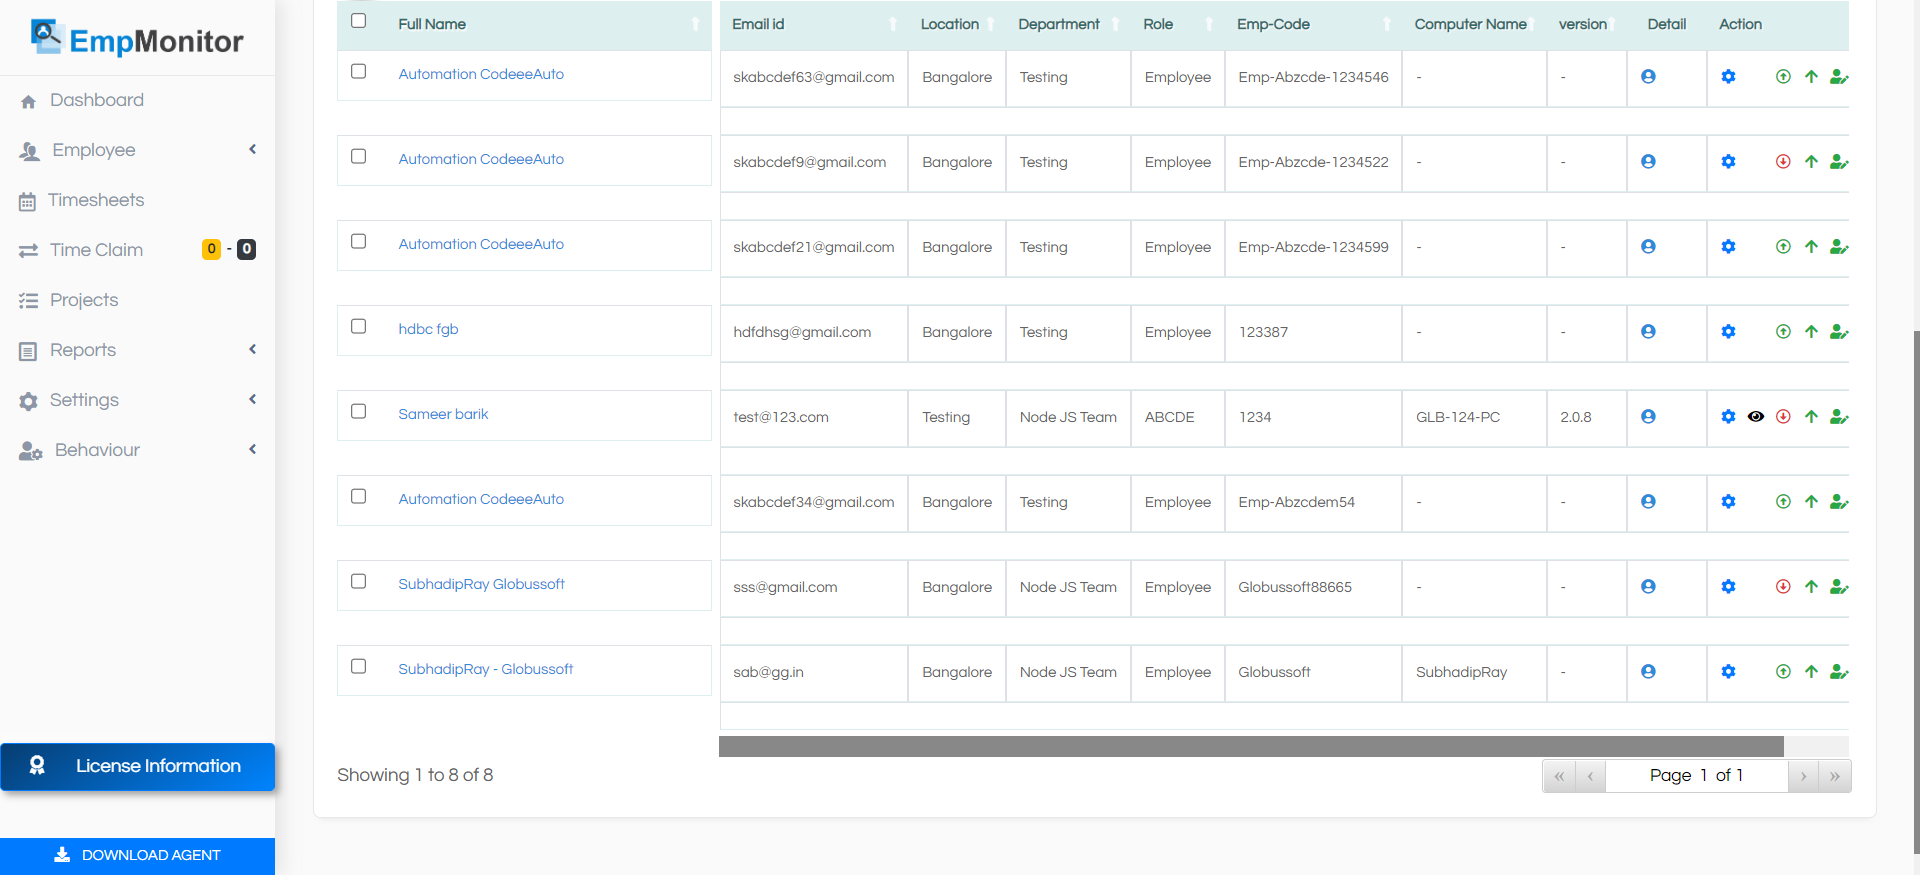 EmpMonitor
Dashboard
Employee
Timesheets
Time Claim 0 - 0
Projects
Reports
Settings
Behaviour
License Information
DOWNLOAD AGENT
Full Name Email id Location Department Role Emp-Code Computer Name version Detail Action
Automation CodeeeAuto skabcdef63@gmail.com Bangalore Testing Employee Emp-Abzcde-1234546 - -
Automation CodeeeAuto skabcdef9@gmail.com Bangalore Testing Employee Emp-Abzcde-1234522 - -
Automation CodeeeAuto skabcdef21@gmail.com Bangalore Testing Employee Emp-Abzcde-1234599 - -
hdbc fgb hdfdhsg@gmail.com Bangalore Testing Employee 123387 - -
Sameer barik test@123.com Testing Node JS Team ABCDE 1234 GLB-124-PC 2.0.8
Automation CodeeeAuto skabcdef34@gmail.com Bangalore Testing Employee Emp-Abzcdem54 - -
SubhadipRay Globussoft sss@gmail.com Bangalore Node JS Team Employee Globussoft88665 - -
SubhadipRay - Globussoft sab@gg.in Bangalore Node JS Team Employee Globussoft SubhadipRay -
Showing 1 to 8 of 8
« ‹ Page 1 of 1 › »